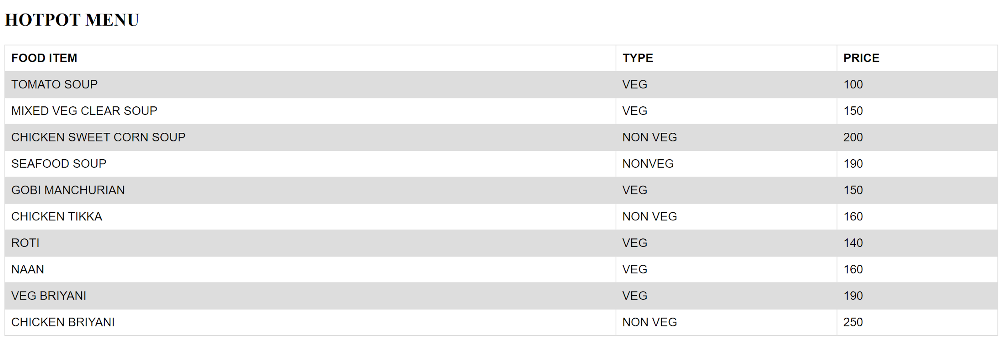 HOTPOT MENU
FOOD ITEM TYPE PRICE
TOMATO SOUP VEG 100
MIXED VEG CLEAR SOUP VEG 150
CHICKEN SWEET CORN SOUP NON VEG 200
SEAFOOD SOUP NONVEG 190
GOBI MANCHURIAN VEG 150
CHICKEN TIKKA NON VEG 160
ROTI VEG 140
NAAN VEG 160
VEG BRIYANI VEG 190
CHICKEN BRIYANI NON VEG 250